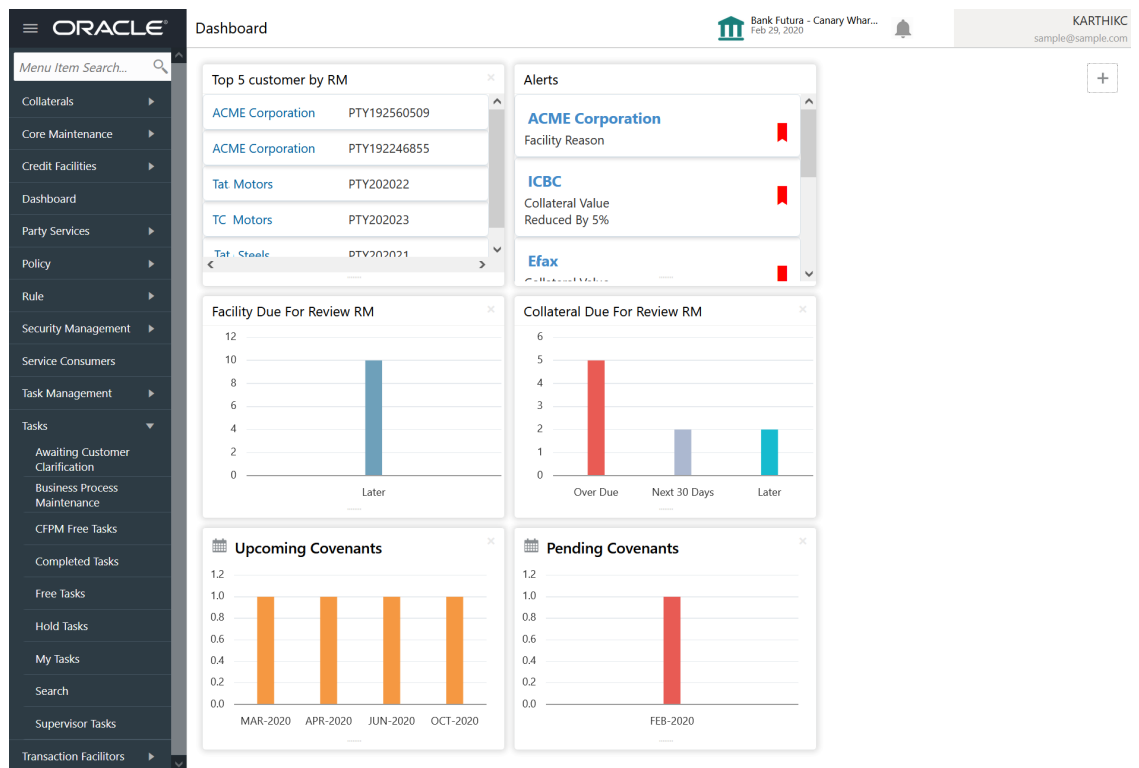 ORACLE
Dashboard
Bank Futura - Canary Whar...
Feb 29, 2020
KARTHIKC
sample@sample.com
Menu Item Search...
Collaterals
Core Maintenance
Credit Facilities
Dashboard
Party Services
Policy
Rule
Security Management
Service Consumers
Task Management
Tasks
Awaiting Customer
Clarification
Business Process
Maintenance
CFPM Free Tasks
Completed Tasks
Free Tasks
Hold Tasks
My Tasks
Search
Supervisor Tasks
Transaction Facilitors
Top 5 customer by RM
ACME Corporation PTY192560509
ACME Corporation PTY192246855
Tat Motors PTY202022
TC Motors PTY202023
Tat Steels PTY202021
Alerts
ACME Corporation
Facility Reason
ICBC
Collateral Value
Reduced By 5%
Efax
Collateral Value
Facility Due For Review RM
12
10
8
6
4
2
0
Later
Collateral Due For Review RM
6
5
4
3
2
1
0
Over Due Next 30 Days Later
Upcoming Covenants
1.2
1.0
0.8
0.6
0.4
0.2
0.0
MAR-2020 APR-2020 JUN-2020 OCT-2020
Pending Covenants
1.2
1.0
0.8
0.6
0.4
0.2
0.0
FEB-2020